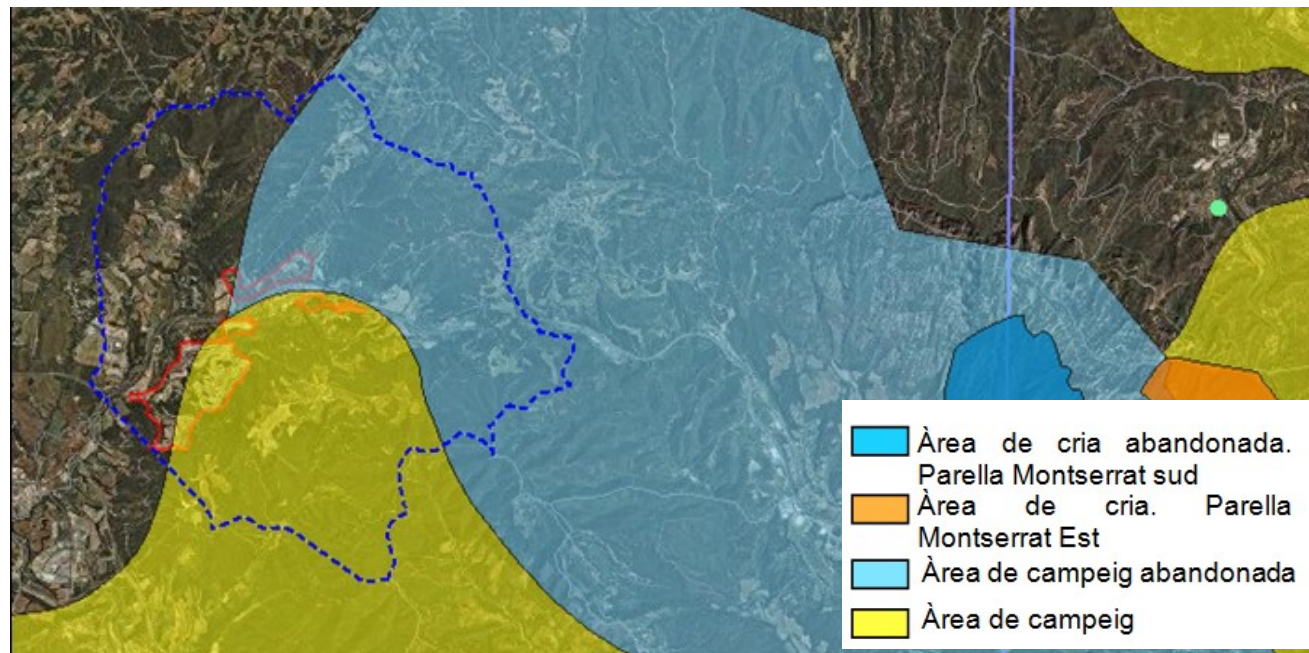 Àrea de cria abandonada.
Parella Montserrat sud
Àrea de cria. Parella
Montserrat Est
Àrea de campeig abandonada
Àrea de campeig